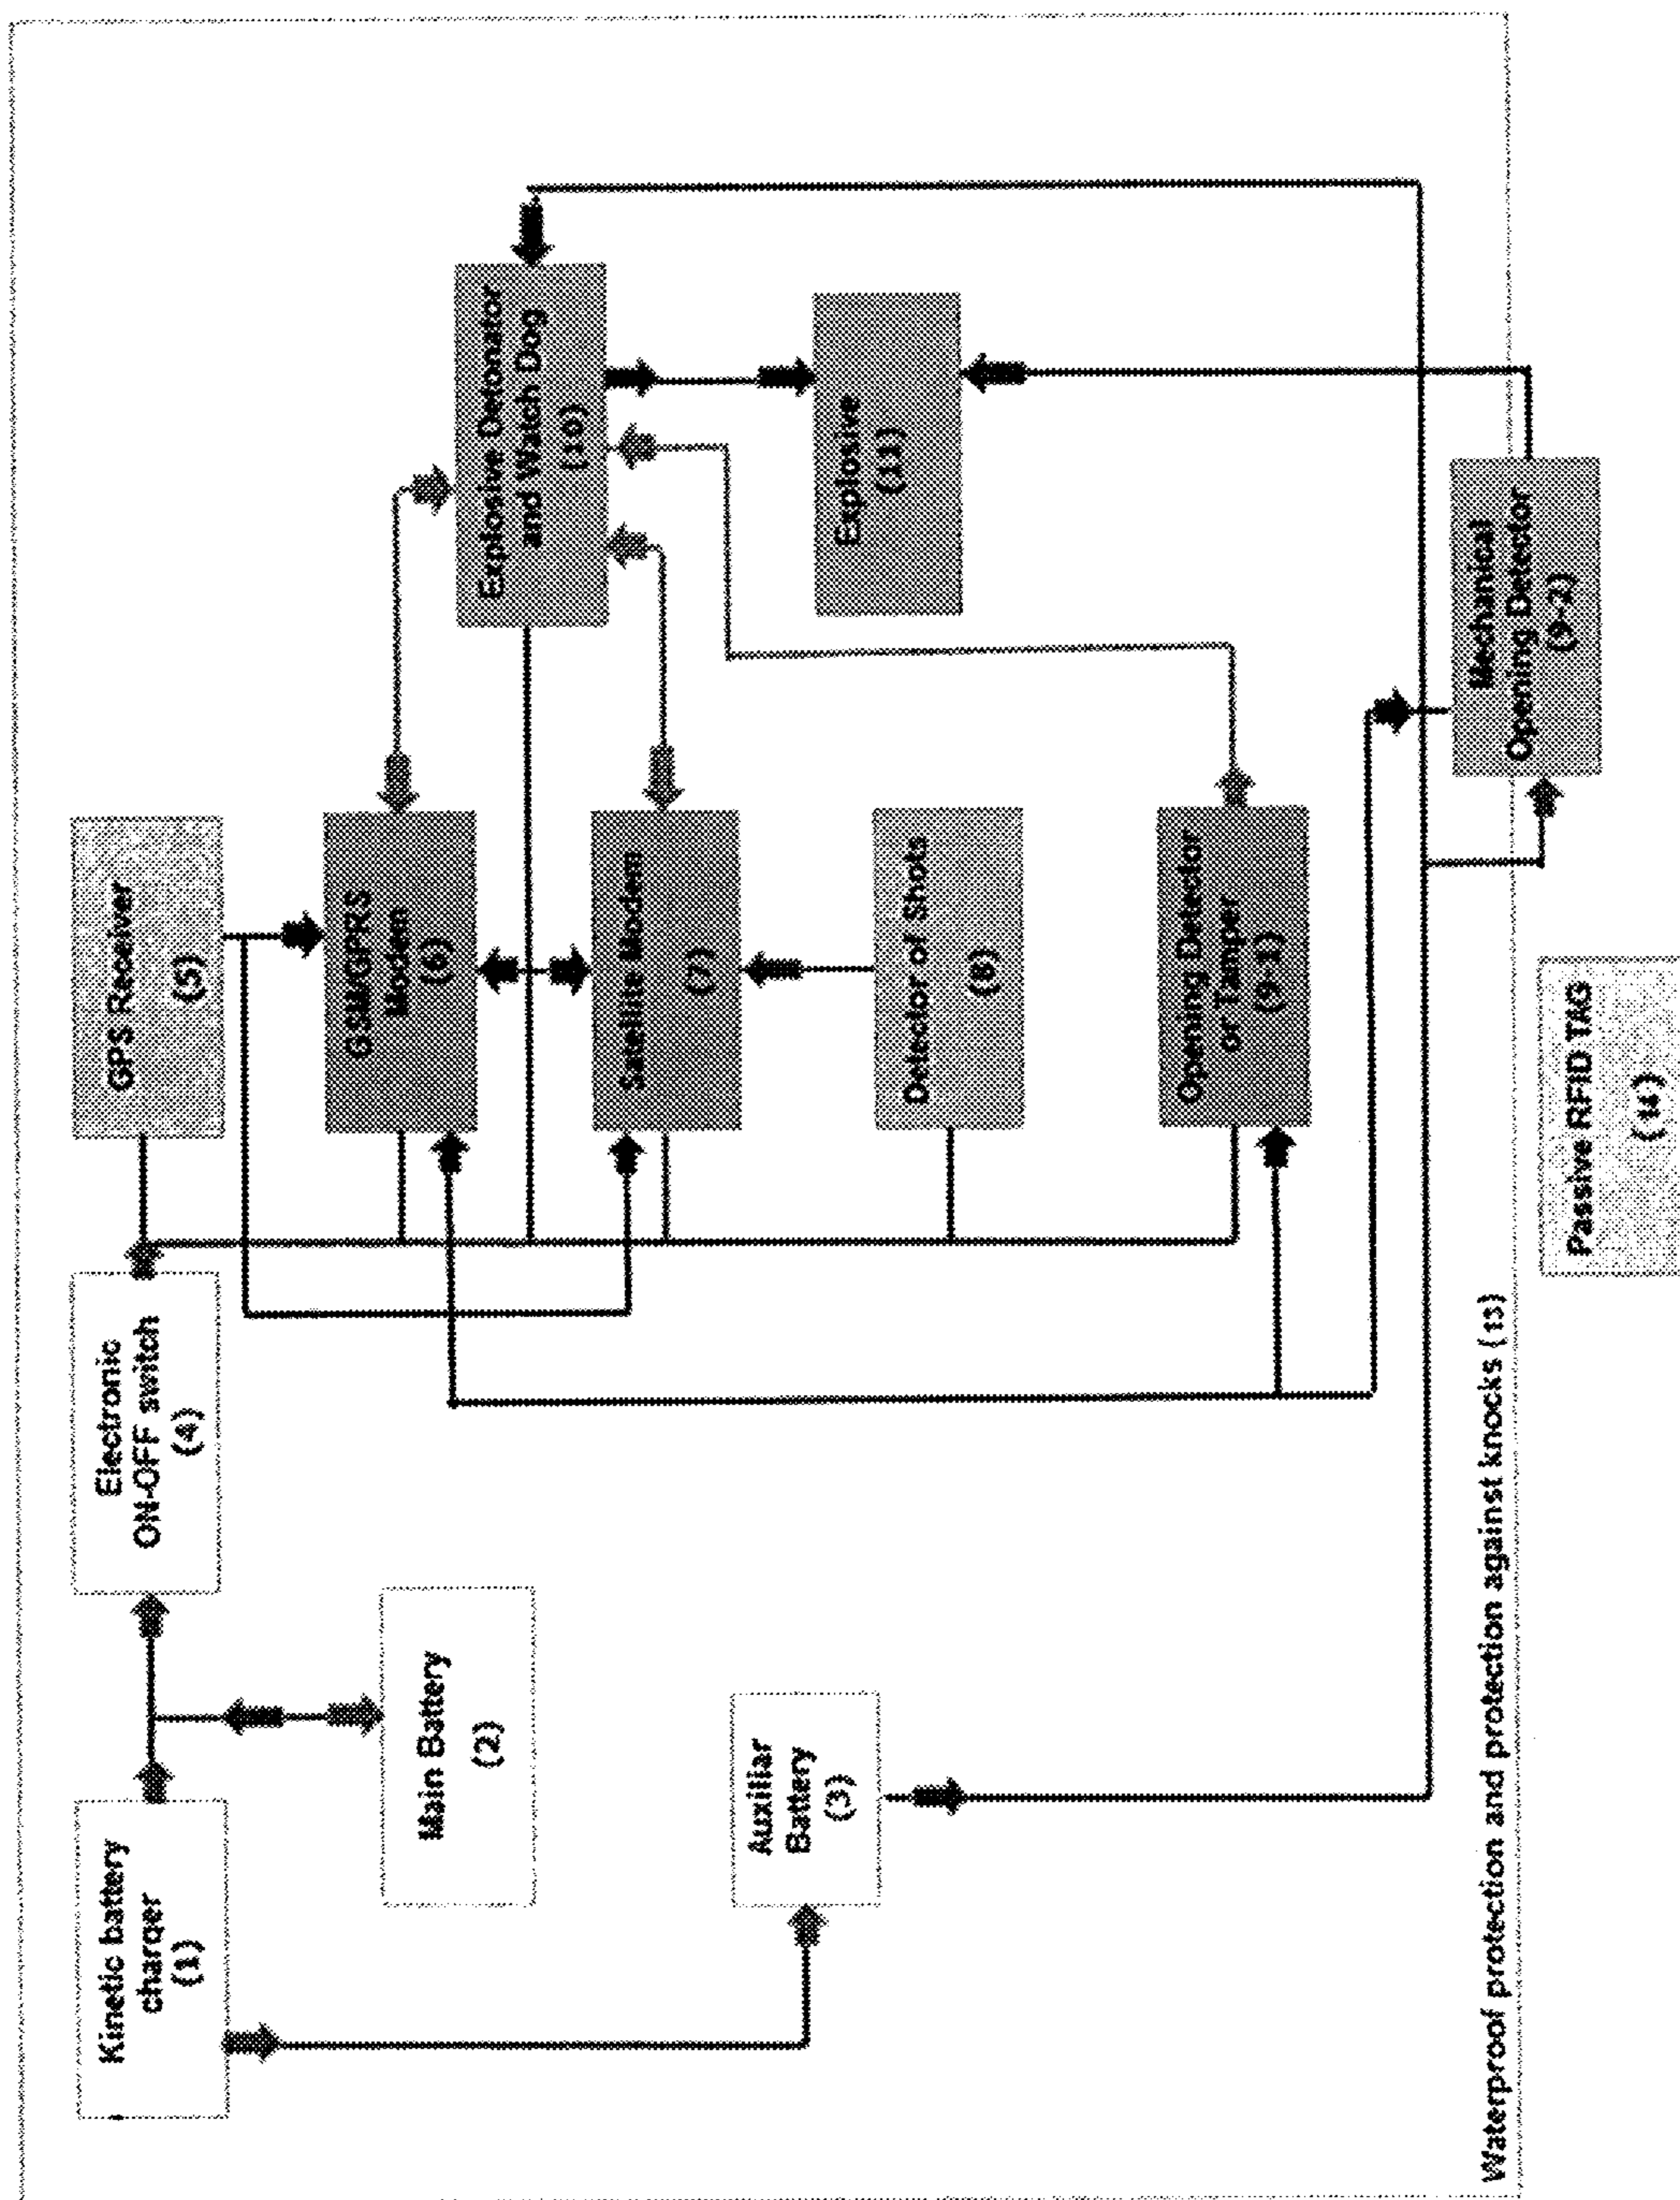 Kinetic battery
charger
(1)
Electronic
ON-OFF switch
(4)
GPS Receiver
(5)
Main Battery
(2)
GSM/GPRS
Modem
(6)
Explosive Detonator
and Watch Dog
(10)
Satellite Modem
(7)
Auxiliar
Battery
(3)
Detector of Shots
(8)
Explosive
(11)
Opening Detector
or Tamper
(9-1)
Mechanical
Opening Detector
(9-2)
Waterproof protection and protection against knocks (13)
Passive RFID TAG
(14)